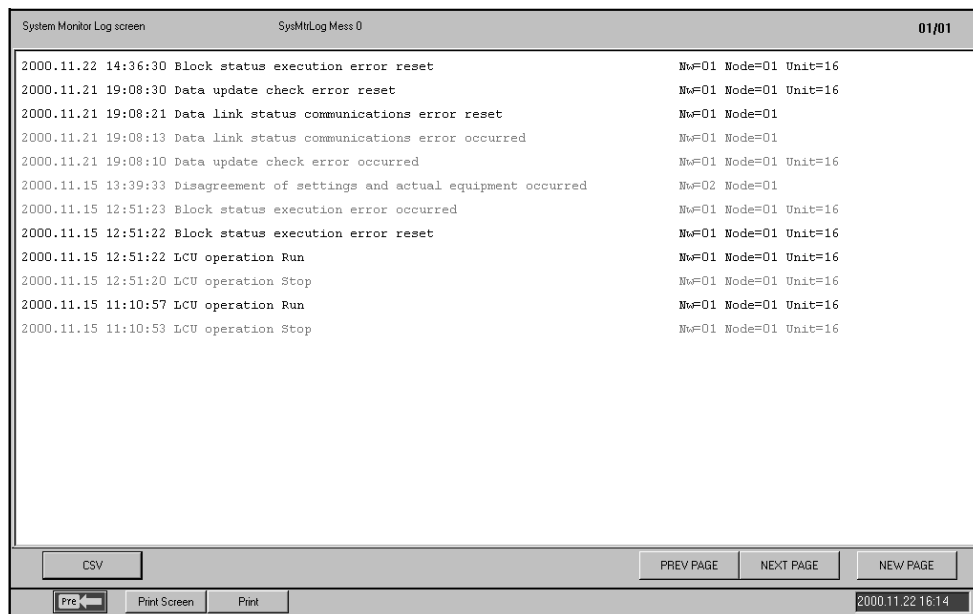 System Monitor Log screen SysMtrLog Mess 0 01/01
2000.11.22 14:36:30 Block status execution error reset Nw=01 Node=01 Unit=16
2000.11.21 19:08:30 Data update check error reset Nw=01 Node=01 Unit=16
2000.11.21 19:08:21 Data link status communications error reset Nw=01 Node=01
2000.11.21 19:08:13 Data link status communications error occurred Nw=01 Node=01
2000.11.21 19:08:10 Data update check error occurred Nw=01 Node=01 Unit=16
2000.11.15 13:39:33 Disagreement of settings and actual equipment occurred Nw=02 Node=01
2000.11.15 12:51:23 Block status execution error occurred Nw=01 Node=01 Unit=16
2000.11.15 12:51:22 Block status execution error reset Nw=01 Node=01 Unit=16
2000.11.15 12:51:22 LCU operation Run Nw=01 Node=01 Unit=16
2000.11.15 12:51:20 LCU operation Stop Nw=01 Node=01 Unit=16
2000.11.15 11:10:57 LCU operation Run Nw=01 Node=01 Unit=16
2000.11.15 11:10:53 LCU operation Stop Nw=01 Node=01 Unit=16
CSV PREV PAGE NEXT PAGE NEW PAGE
Pre Print Screen Print 2000.11.22 16:14